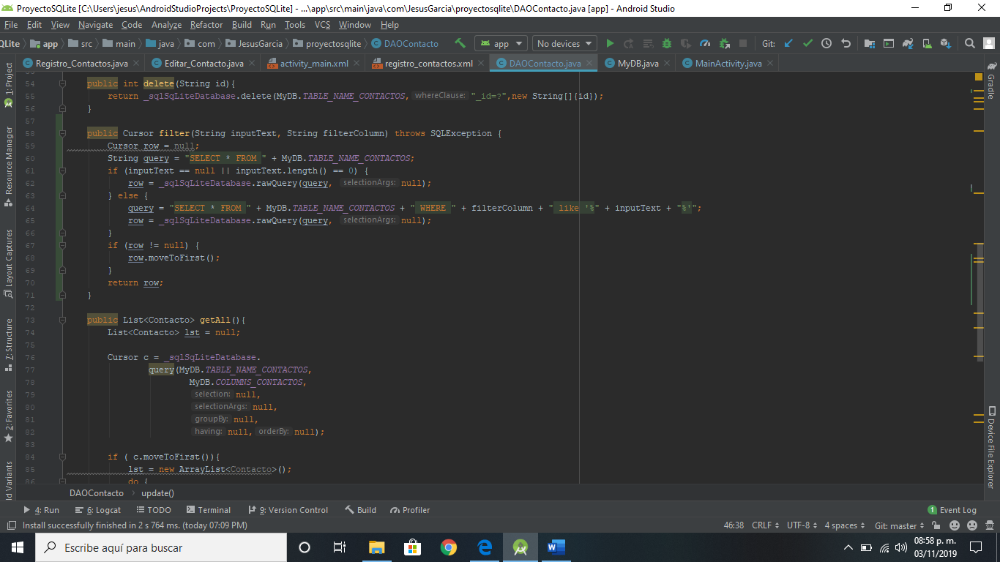 ProyectoSQLite [C:\Users\jesus\AndroidStudioProjects\ProyectoSQLite] - ...\app\src\main\java\com\JesusGarcia\proyectosqlite\DAOContacto.java [app] - Android Studio
File Edit View Navigate Code Analyze Refactor Build Run Tools VCS Window Help
QLite app src main java com JesusGarcia proyectosqlite DAOContacto app No devices Git:
Registro_Contactos.java Editar_Contacto.java activity_main.xml registro_contactos.xml DAOContacto.java MyDB.java MainActivity.java
1: Project
Resource Manager
Layout Captures
7: Structure
2: Favorites
ld Variants
Gradle
Device File Explorer
54 public int delete(String id){
55 return _sqlSqLiteDatabase.delete(MyDB.TABLE_NAME_CONTACTOS, whereClause: "_id=?",new String[]{id});
56 }
57
58 public Cursor filter(String inputText, String filterColumn) throws SQLException {
59 Cursor row = null;
60 String query = "SELECT * FROM " + MyDB.TABLE_NAME_CONTACTOS;
61 if (inputText == null || inputText.length() == 0) {
62 row = _sqlSqLiteDatabase.rawQuery(query, selectionArgs: null);
63 } else {
64 query = "SELECT * FROM " + MyDB.TABLE_NAME_CONTACTOS + " WHERE " + filterColumn + " like '%" + inputText + "%'";
65 row = _sqlSqLiteDatabase.rawQuery(query, selectionArgs: null);
66 }
67 if (row != null) {
68 row.moveToFirst();
69 }
70 return row;
71 }
72
73 public List<Contacto> getAll(){
74 List<Contacto> lst = null;
75
76 Cursor c = _sqlSqLiteDatabase.
77 query(MyDB.TABLE_NAME_CONTACTOS,
78 MyDB.COLUMNS_CONTACTOS,
79 selection: null,
80 selectionArgs: null,
81 groupBy: null,
82 having: null, orderBy: null);
83
84 if ( c.moveToFirst()){
85 lst = new ArrayList<Contacto>();
86 do {
DAOContacto update()
4: Run 6: Logcat TODO Terminal 9: Version Control Build Profiler 1 Event Log
Install successfully finished in 2 s 764 ms. (today 07:09 PM) 46:38 CRLF UTF-8 4 spaces Git: master
Escribe aquí para buscar
08:58 p. m.
03/11/2019